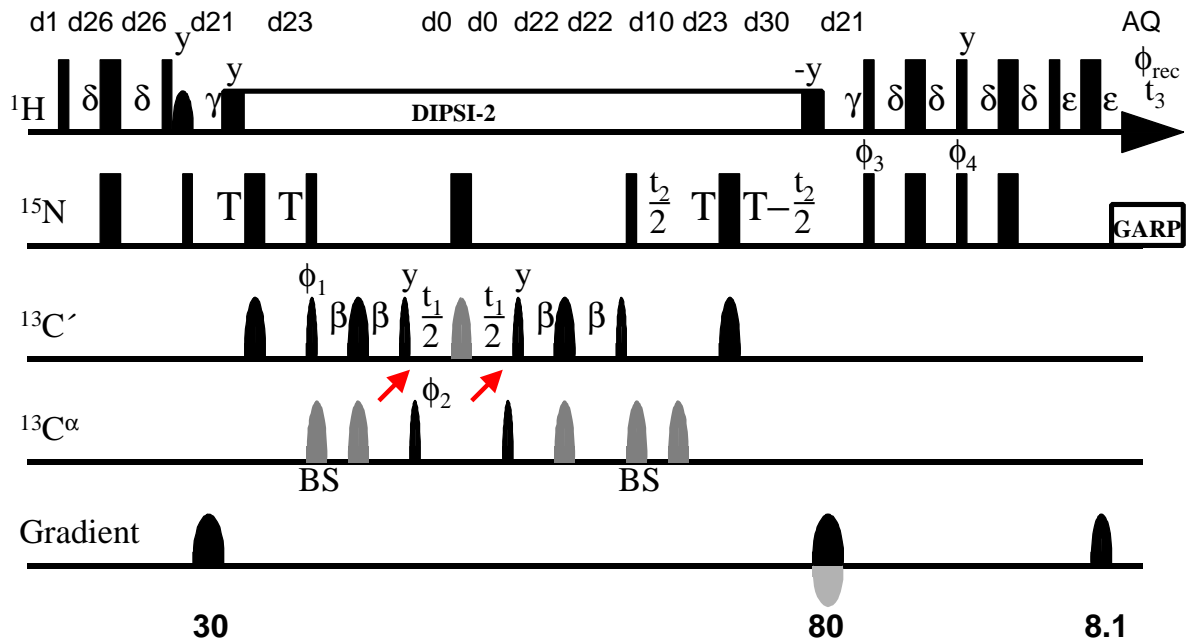 d1 d26 d26 d21 d23 d0 d0 d22 d22 d10 d23 d30 d21 AQ
y y -y y ϕrec
¹H δ δ γ DIPSI-2 γ δ δ δ δ ε ε t₃
ϕ₃ ϕ₄
¹⁵N T T t₂/2 T T−t₂/2 GARP
ϕ₁ y y
¹³C´ β β t₁/2 t₁/2 β β
ϕ₂
¹³Cα
BS BS
Gradient
30 80 8.1